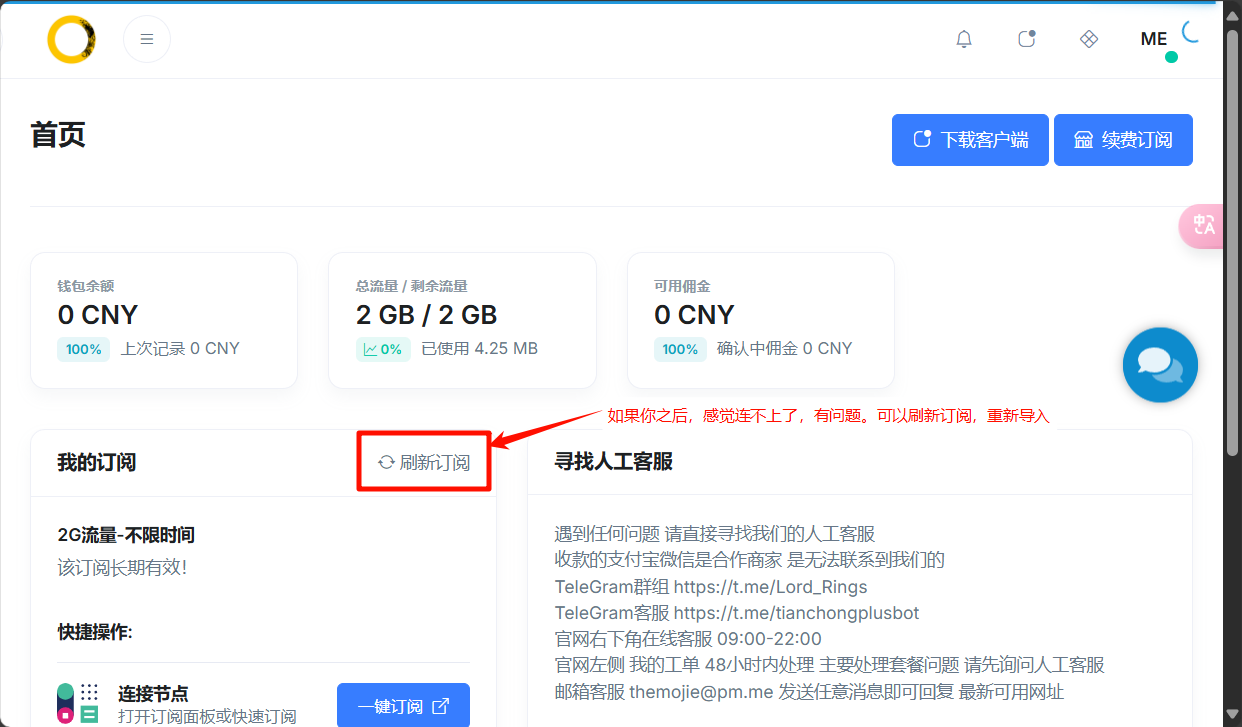 ME
首页
下载客户端
续费订阅
中A
钱包余额
0 CNY
100% 上次记录 0 CNY
总流量 / 剩余流量
2 GB / 2 GB
0% 已使用 4.25 MB
可用佣金
0 CNY
100% 确认中佣金 0 CNY
如果你之后，感觉连不上了，有问题。可以刷新订阅，重新导入
我的订阅
刷新订阅
2G流量-不限时间
该订阅长期有效！
快捷操作:
连接节点
打开订阅面板或快速订阅
一键订阅
寻找人工客服
遇到任何问题 请直接寻找我们的人工客服
收款的支付宝微信是合作商家 是无法联系到我们的
TeleGram群组 https://t.me/Lord_Rings
TeleGram客服 https://t.me/tianchongplusbot
官网右下角在线客服 09:00-22:00
官网左侧 我的工单 48小时内处理 主要处理套餐问题 请先询问人工客服
邮箱客服 themojie@pm.me 发送任意消息即可回复 最新可用网址